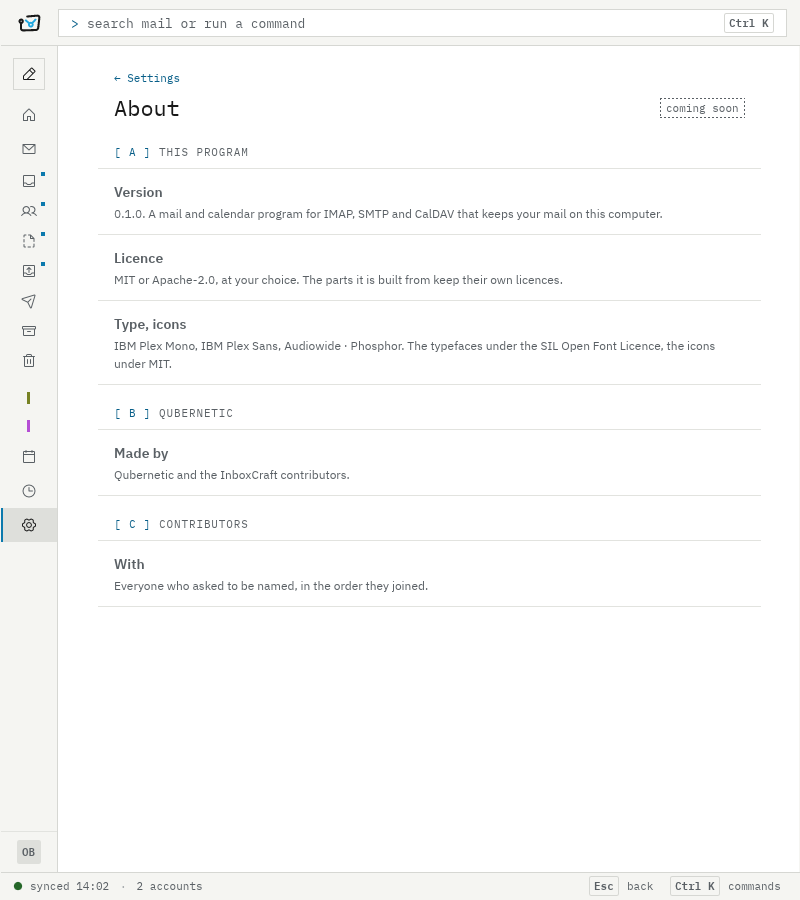 > search mail or run a command
Ctrl K
← Settings
About
coming soon
[ A ] THIS PROGRAM
Version
0.1.0. A mail and calendar program for IMAP, SMTP and CalDAV that keeps your mail on this computer.
Licence
MIT or Apache-2.0, at your choice. The parts it is built from keep their own licences.
Type, icons
IBM Plex Mono, IBM Plex Sans, Audiowide · Phosphor. The typefaces under the SIL Open Font Licence, the icons
under MIT.
[ B ] QUBERNETIC
Made by
Qubernetic and the InboxCraft contributors.
[ C ] CONTRIBUTORS
With
Everyone who asked to be named, in the order they joined.
OB
synced 14:02 · 2 accounts
Esc back Ctrl K commands